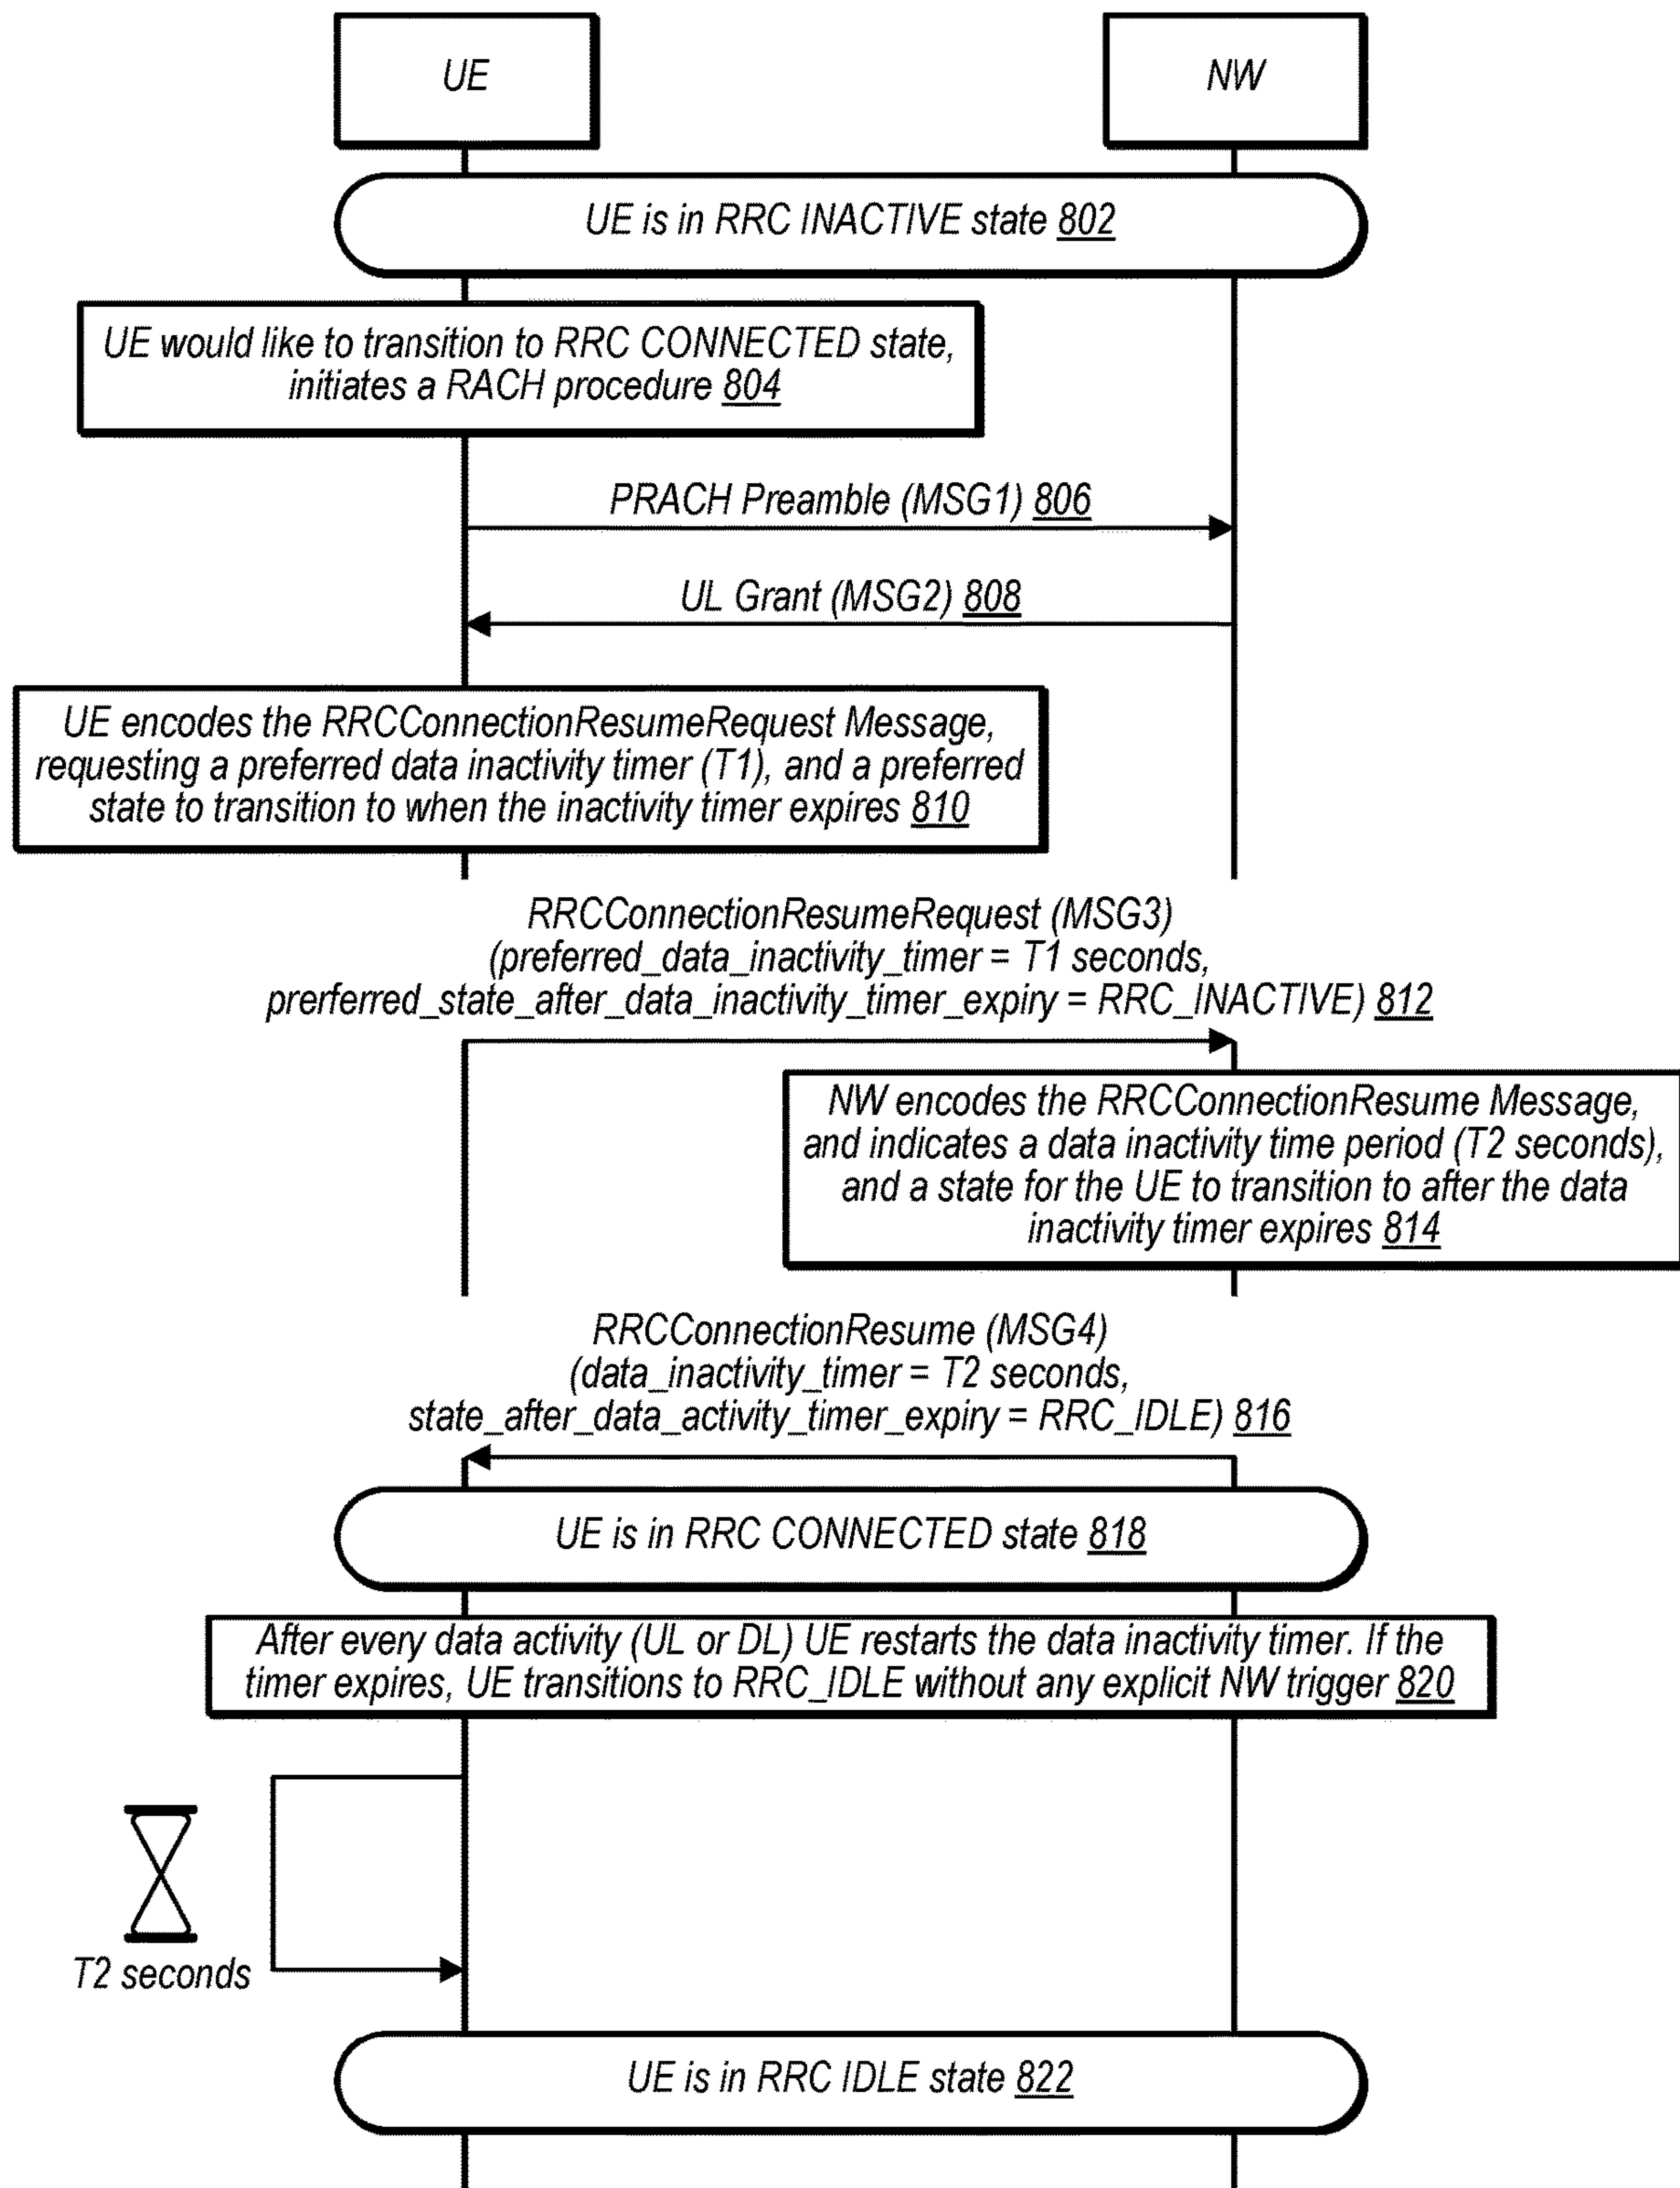 UE
NW
UE is in RRC INACTIVE state 802
UE would like to transition to RRC CONNECTED state,
initiates a RACH procedure 804
PRACH Preamble (MSG1) 806
UL Grant (MSG2) 808
UE encodes the RRCConnectionResumeRequest Message,
requesting a preferred data inactivity timer (T1), and a preferred
state to transition to when the inactivity timer expires 810
RRCConnectionResumeRequest (MSG3)
(preferred_data_inactivity_timer = T1 seconds,
prerferred_state_after_data_inactivity_timer_expiry = RRC_INACTIVE) 812
NW encodes the RRCConnectionResume Message,
and indicates a data inactivity time period (T2 seconds),
and a state for the UE to transition to after the data
inactivity timer expires 814
RRCConnectionResume (MSG4)
(data_inactivity_timer = T2 seconds,
state_after_data_activity_timer_expiry = RRC_IDLE) 816
UE is in RRC CONNECTED state 818
After every data activity (UL or DL) UE restarts the data inactivity timer. If the
timer expires, UE transitions to RRC_IDLE without any explicit NW trigger 820
T2 seconds
UE is in RRC IDLE state 822